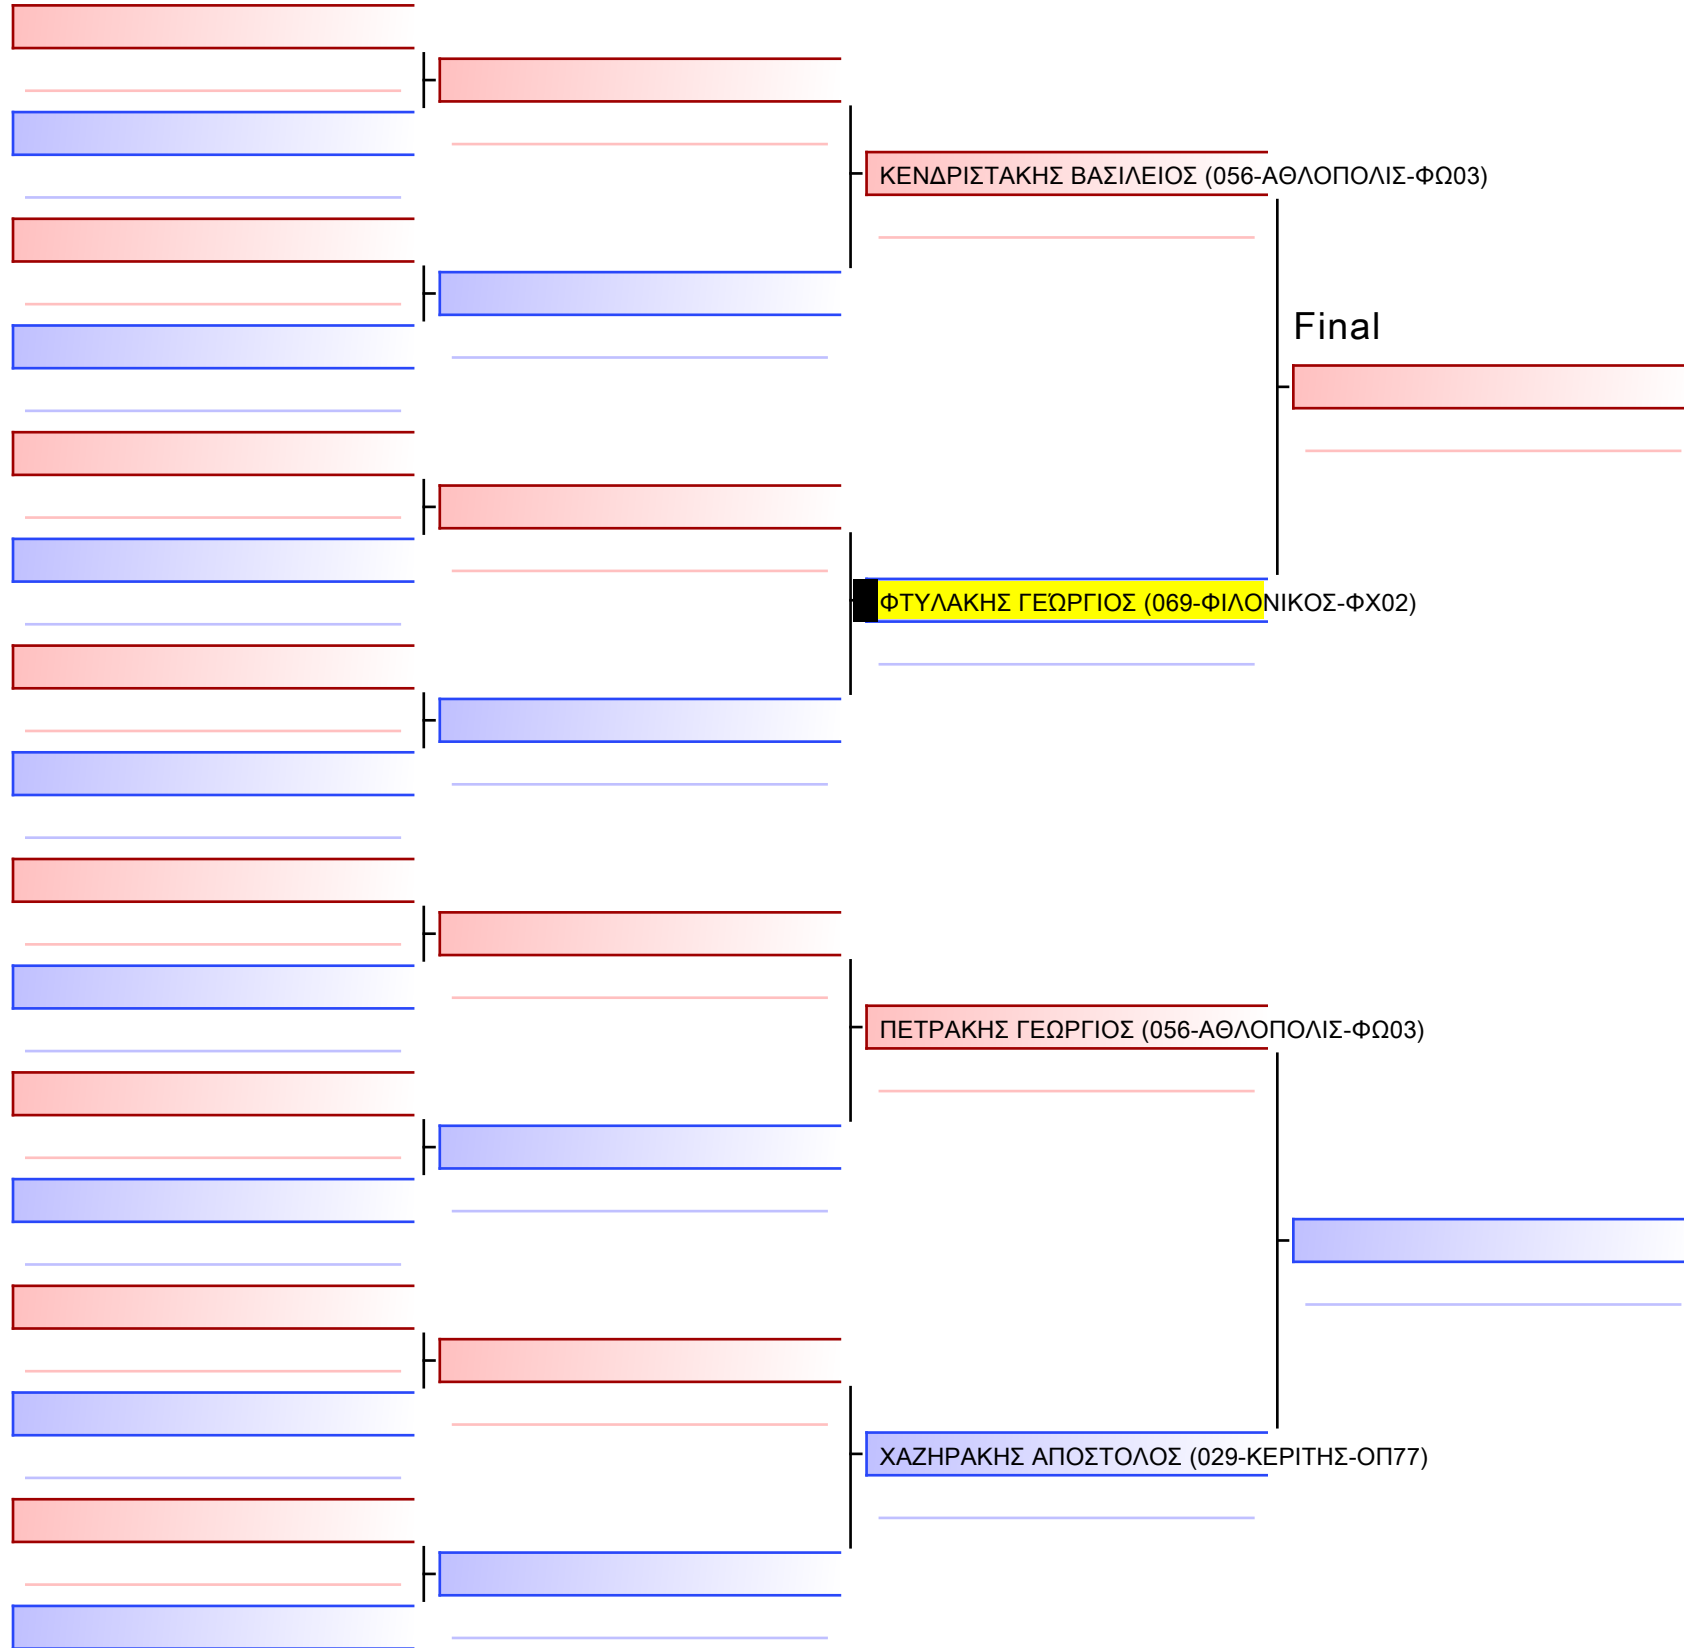 ΚΕΝΔΡΙΣΤΑΚΗΣ ΒΑΣΙΛΕΙΟΣ (056-ΑΘΛΟΠΟΛΙΣ-ΦΩ03)
Final
ΦΤΥΛΑΚΗΣ ΓΕΏΡΓΙΟΣ (069-ΦΙΛΟΝΙΚΟΣ-ΦΧ02)
ΠΕΤΡΑΚΗΣ ΓΕΩΡΓΙΟΣ (056-ΑΘΛΟΠΟΛΙΣ-ΦΩ03)
ΧΑΖΗΡΑΚΗΣ ΑΠΟΣΤΟΛΟΣ (029-ΚΕΡΙΤΗΣ-ΟΠ77)